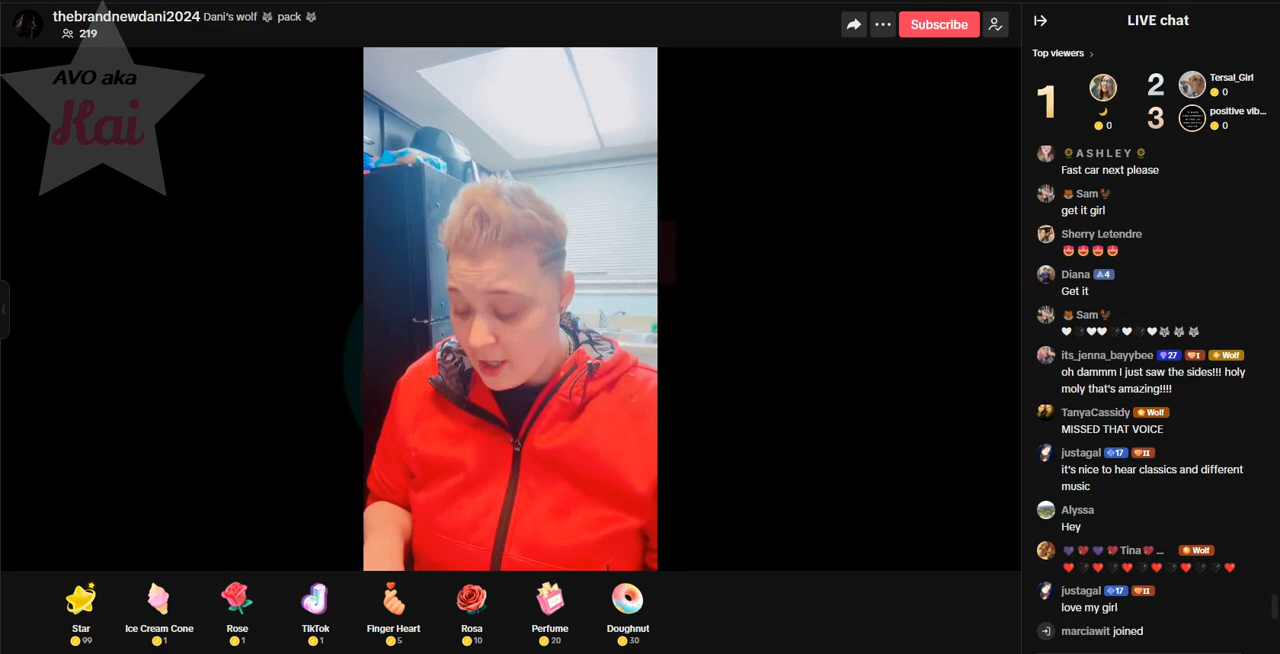 thebrandnewdani2024 Dani's wolf 🐺 pack 🐺
219
Subscribe
AVO aka
Kai
LIVE chat
Top viewers >
1
🌙
0
2
Tersal_Girl
0
3
positive vib...
0
🌻 A S H L E Y 🌻
Fast car next please
🐻 Sam 🐓
get it girl
Sherry Letendre
😍 😍 😍 😍
Diana 4
Get it
🐻 Sam 🐓
🤍🖤🤍🤍🖤🤍🖤🤍🐺🐺🐺
its_jenna_bayybee 27 I Wolf
oh dammm I just saw the sides!!! holy
moly that's amazing!!!!
TanyaCassidy Wolf
MISSED THAT VOICE
justagal 17 II
it's nice to hear classics and different
music
Alyssa
Hey
💜 💖 💜 💖 Tina 💖 ... Wolf
❤️🖤❤️🖤❤️🖤❤️🖤❤️🖤🖤❤️
justagal 17 II
love my girl
marciawit joined
Star
99
Ice Cream Cone
1
Rose
1
TikTok
1
Finger Heart
5
Rosa
10
Perfume
20
Doughnut
30